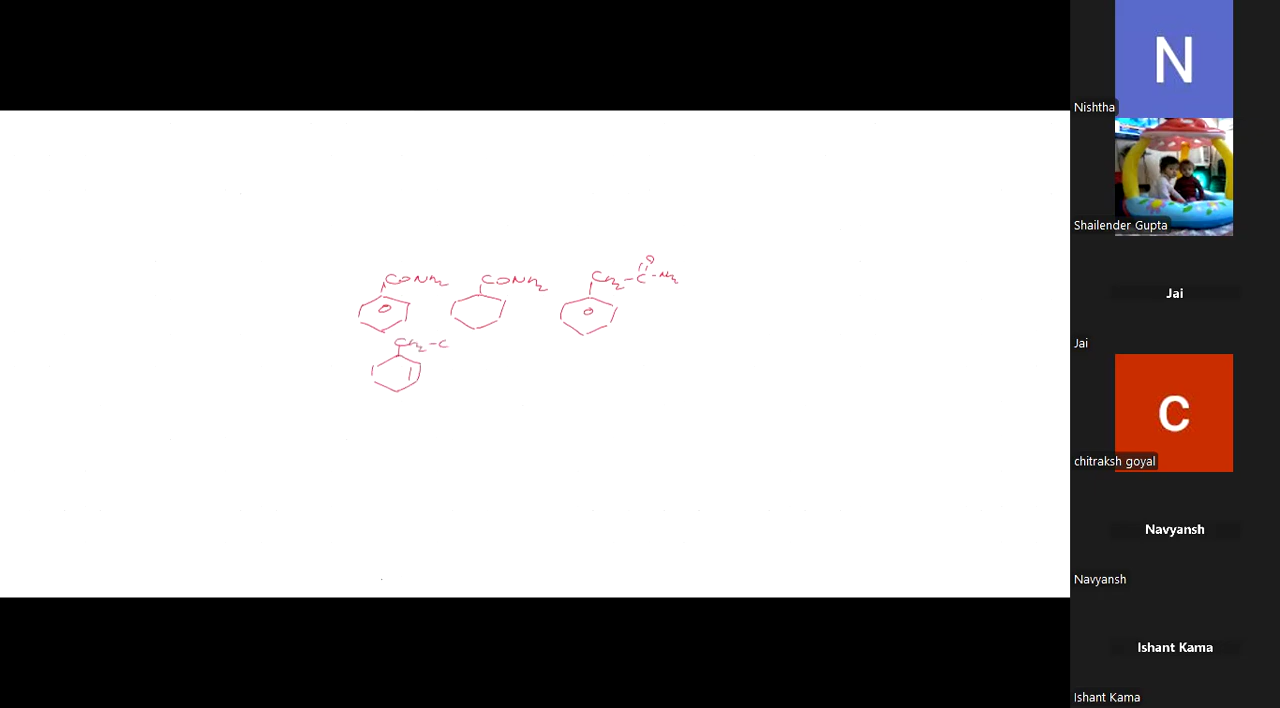 N
Nishtha
Shailender Gupta
Jai
Jai
C
chitraksh goyal
Navyansh
Navyansh
Ishant Kama
Ishant Kama
O
CONH2 CONH2 CH2-C-NH2
CH2-C